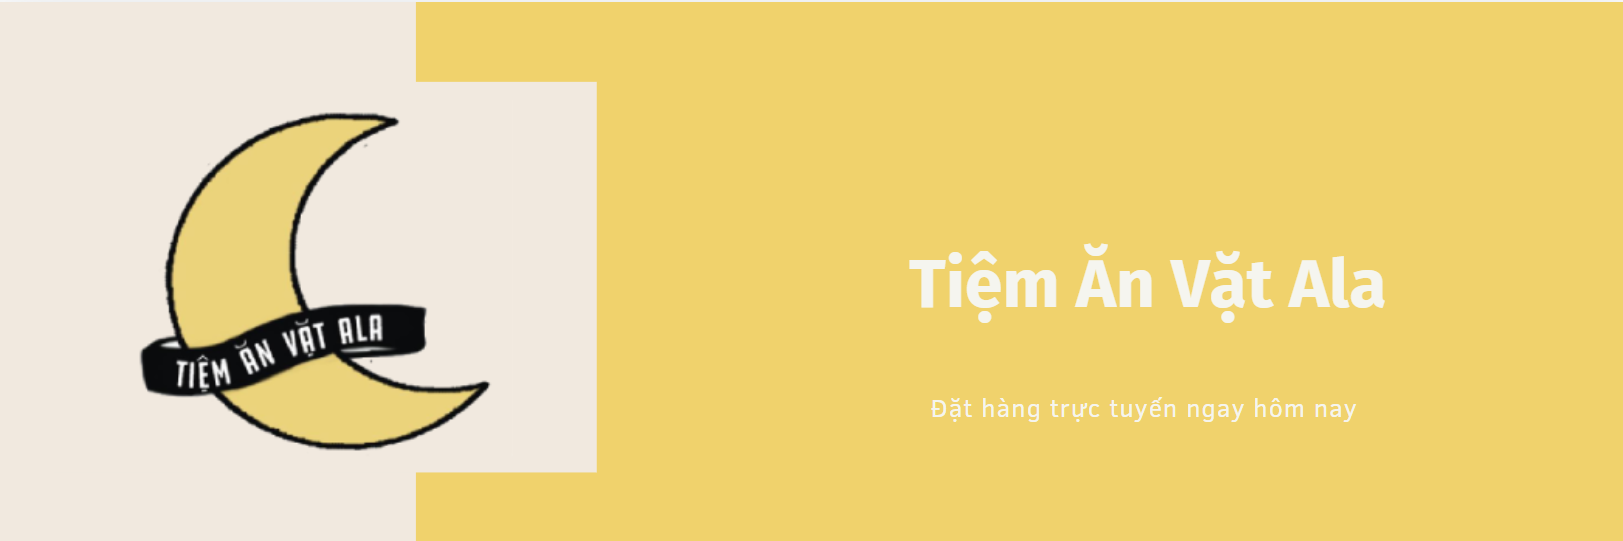 TIỆM ĂN VẶT ALA
Tiệm Ăn Vặt Ala
Đặt hàng trực tuyến ngay hôm nay